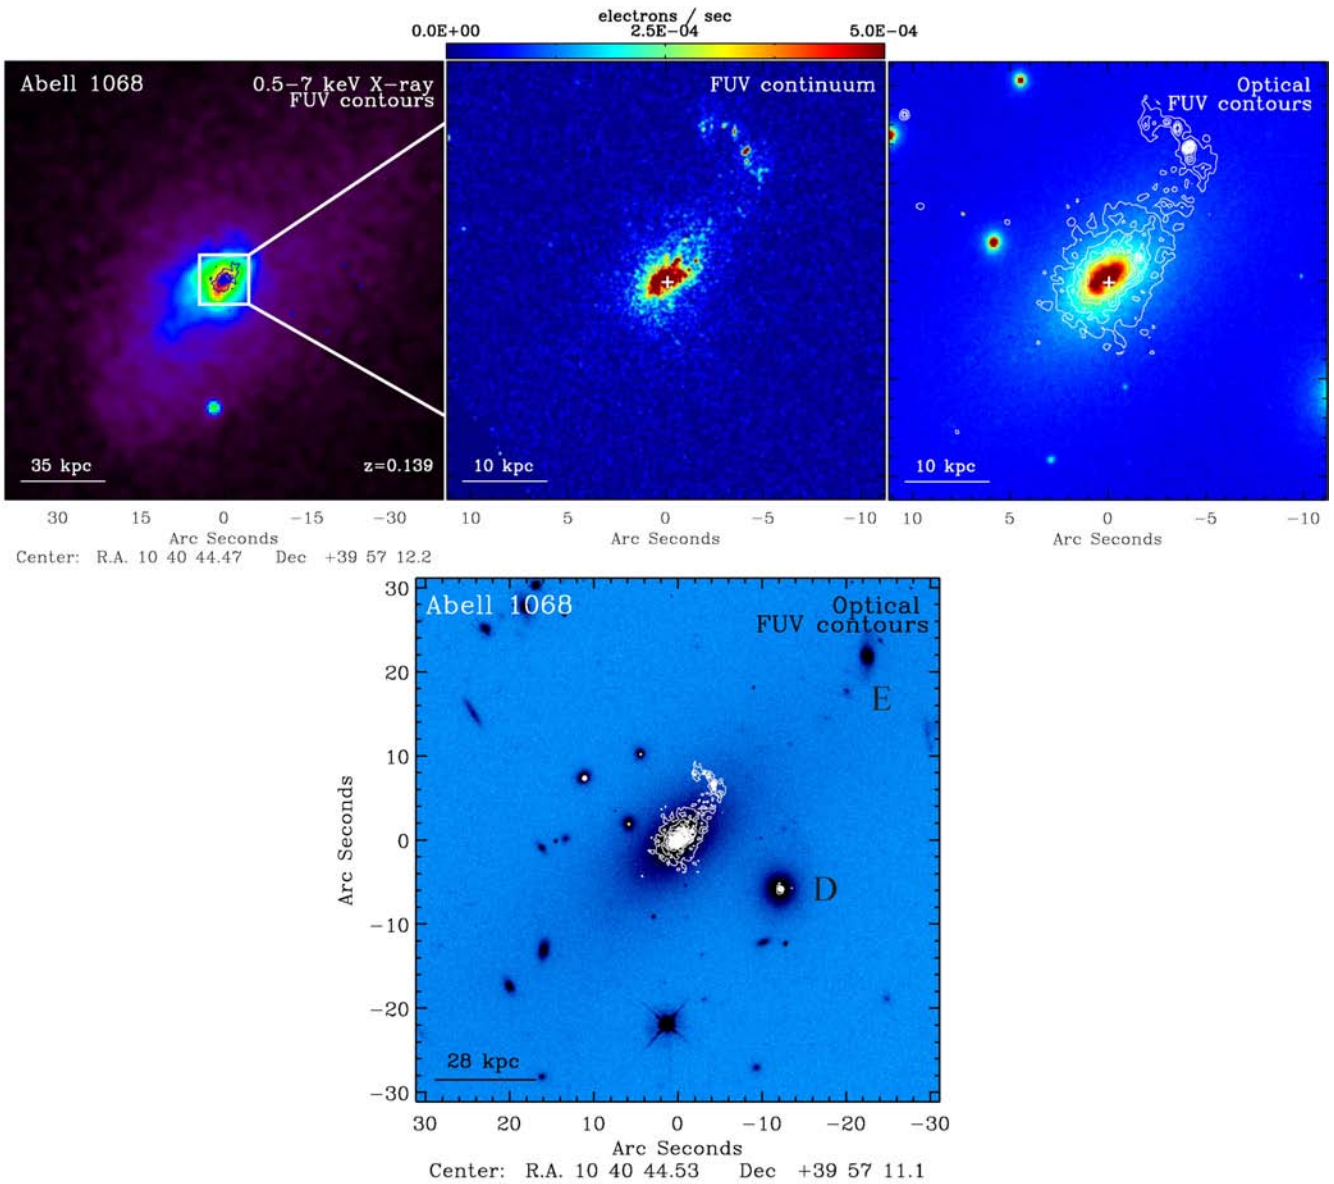 electrons / sec
0.0E+00 2.5E-04 5.0E-04
Abell 1068
0.5-7 keV X-ray
FUV contours
35 kpc
z=0.139
30 15 0 -15 -30
Arc Seconds
Center: R.A. 10 40 44.47 Dec +39 57 12.2
FUV continuum
10 kpc
10 5 0 -5 -10
Arc Seconds
Optical
FUV contours
10 kpc
10 5 0 -5 -10
Arc Seconds
Abell 1068
Optical
FUV contours
E
D
28 kpc
30
20
10
0
-10
-20
-30
Arc Seconds
30 20 10 0 -10 -20 -30
Arc Seconds
Center: R.A. 10 40 44.53 Dec +39 57 11.1